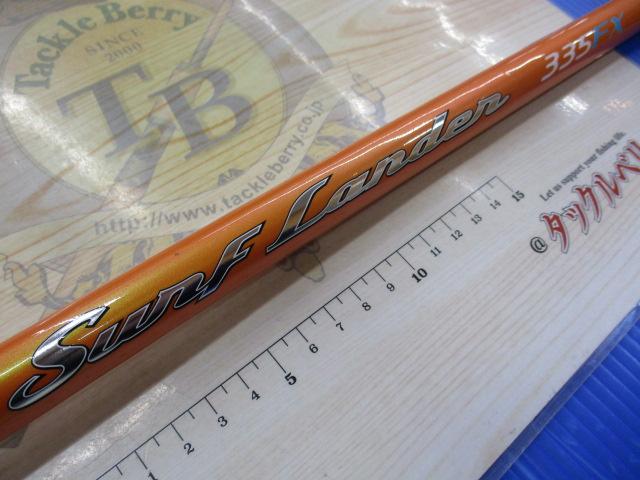 Tackle Berry
SINCE
2000
TB
http://www.tackleberry.co.jp
Surf Lander
335FX
1 2 3 4 5 6 7 8 9 10 11 12 13 14 15
Let us support your fishing life.
@タックルベリ